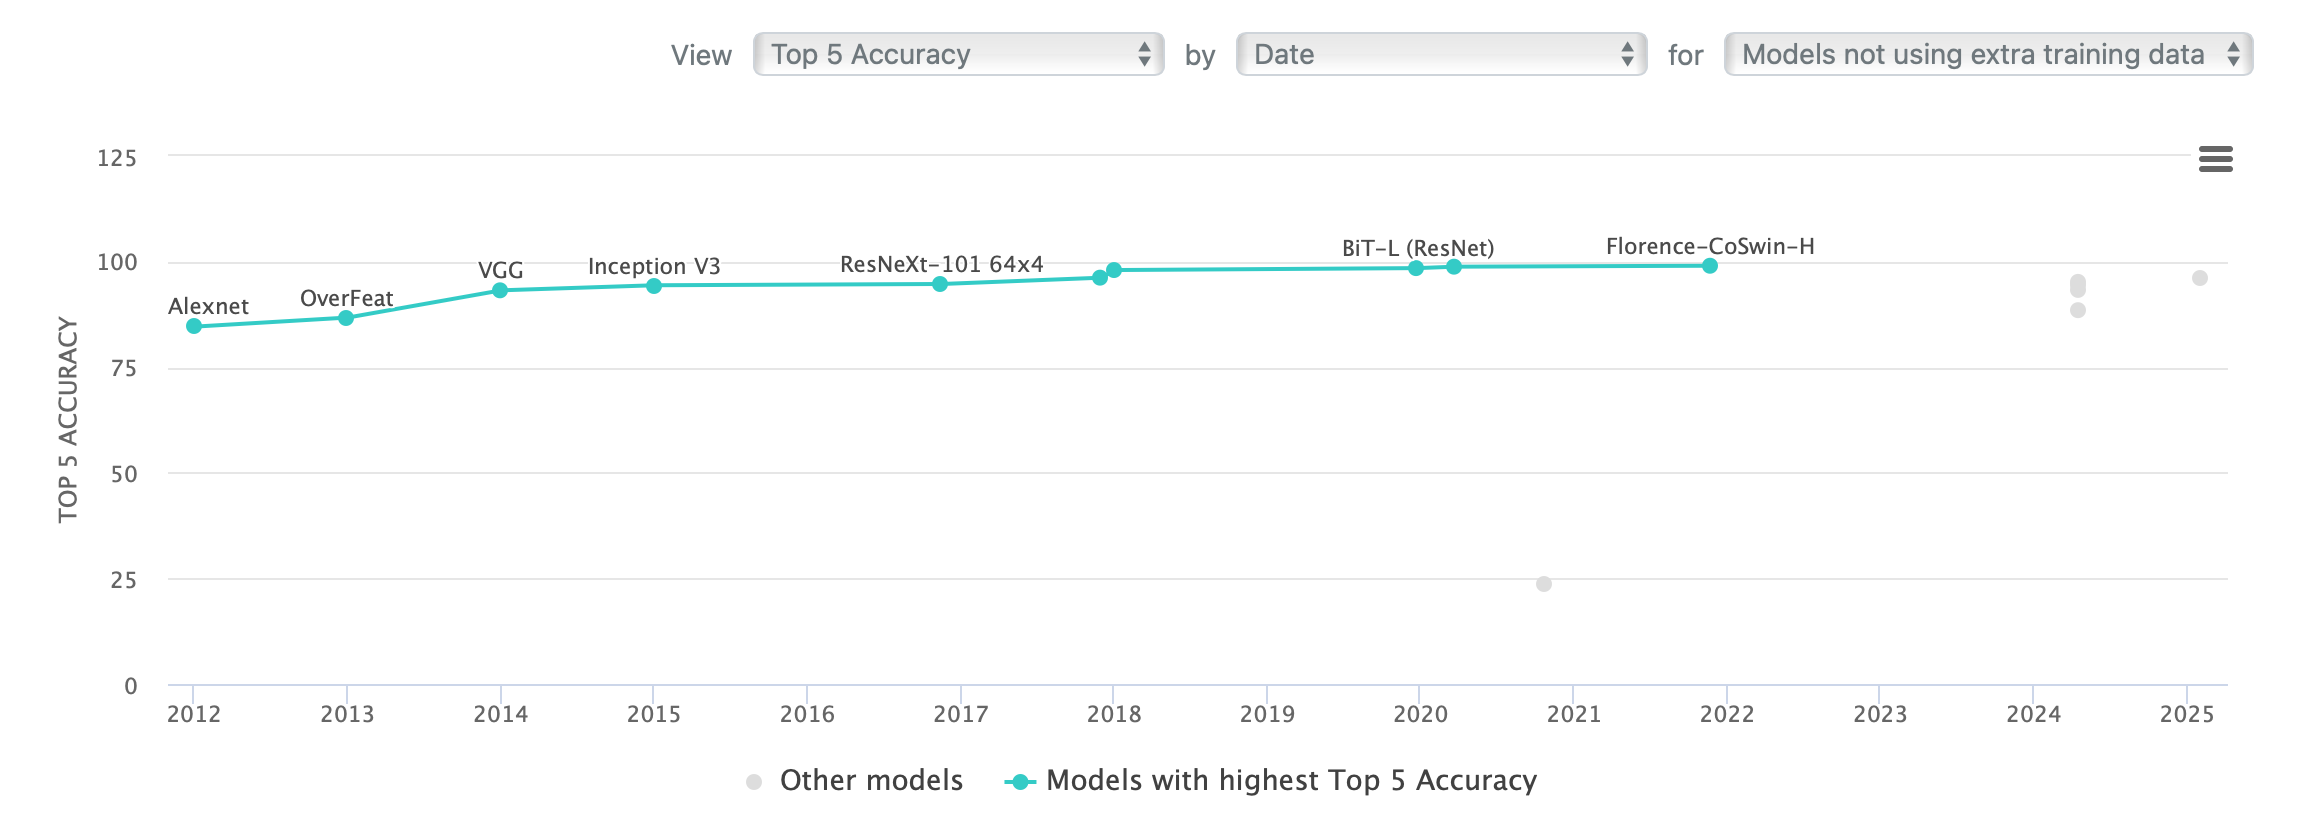 View Top 5 Accuracy by Date for Models not using extra training data
125
100
75
50
25
0
TOP 5 ACCURACY
Alexnet
OverFeat
VGG
Inception V3
ResNeXt-101 64x4
BiT-L (ResNet)
Florence-CoSwin-H
2012 2013 2014 2015 2016 2017 2018 2019 2020 2021 2022 2023 2024 2025
Other models Models with highest Top 5 Accuracy